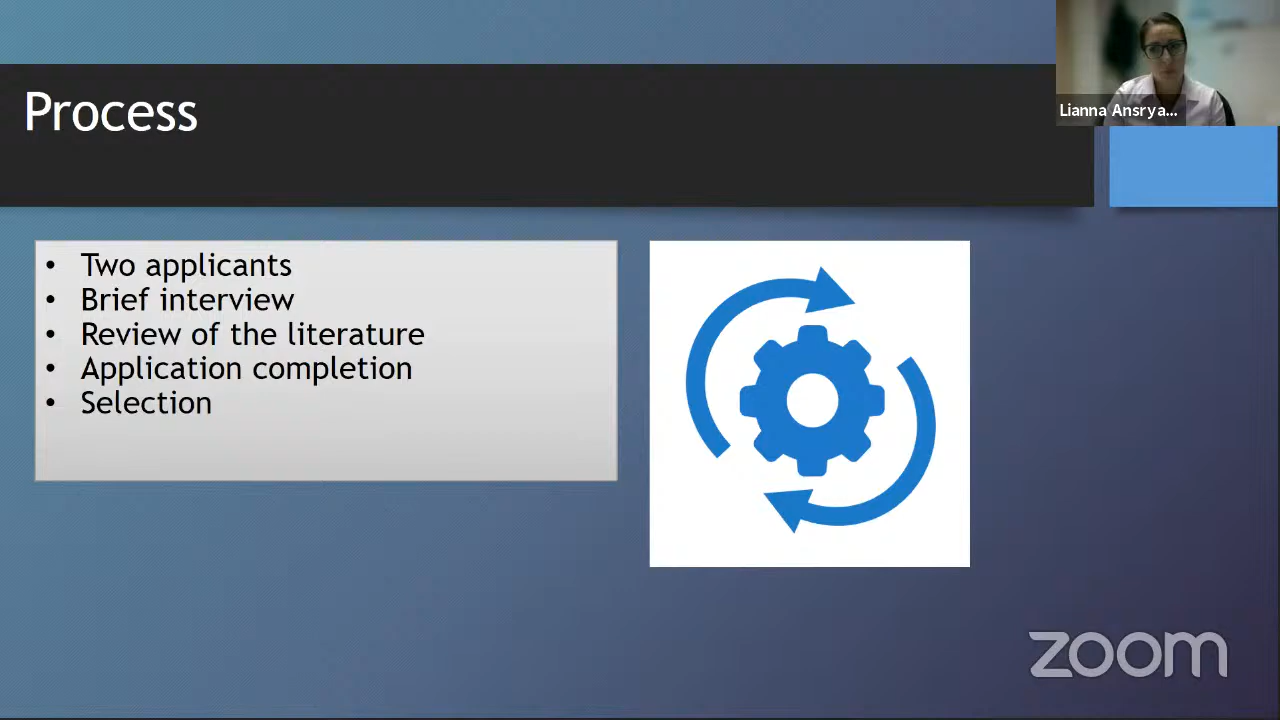 Process
Lianna Ansrya...
• Two applicants
• Brief interview
• Review of the literature
• Application completion
• Selection
zoom